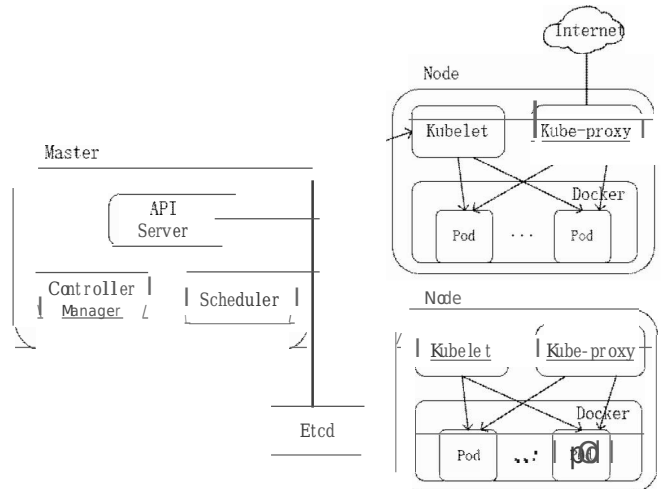 Internet
Node
Kubelet
Kube-proxy
Docker
Pod
...
Pod
Master
API
Server
Controller
Manager
Scheduler
Etcd
Node
Kubelet
Kube-proxy
Docker
Pod